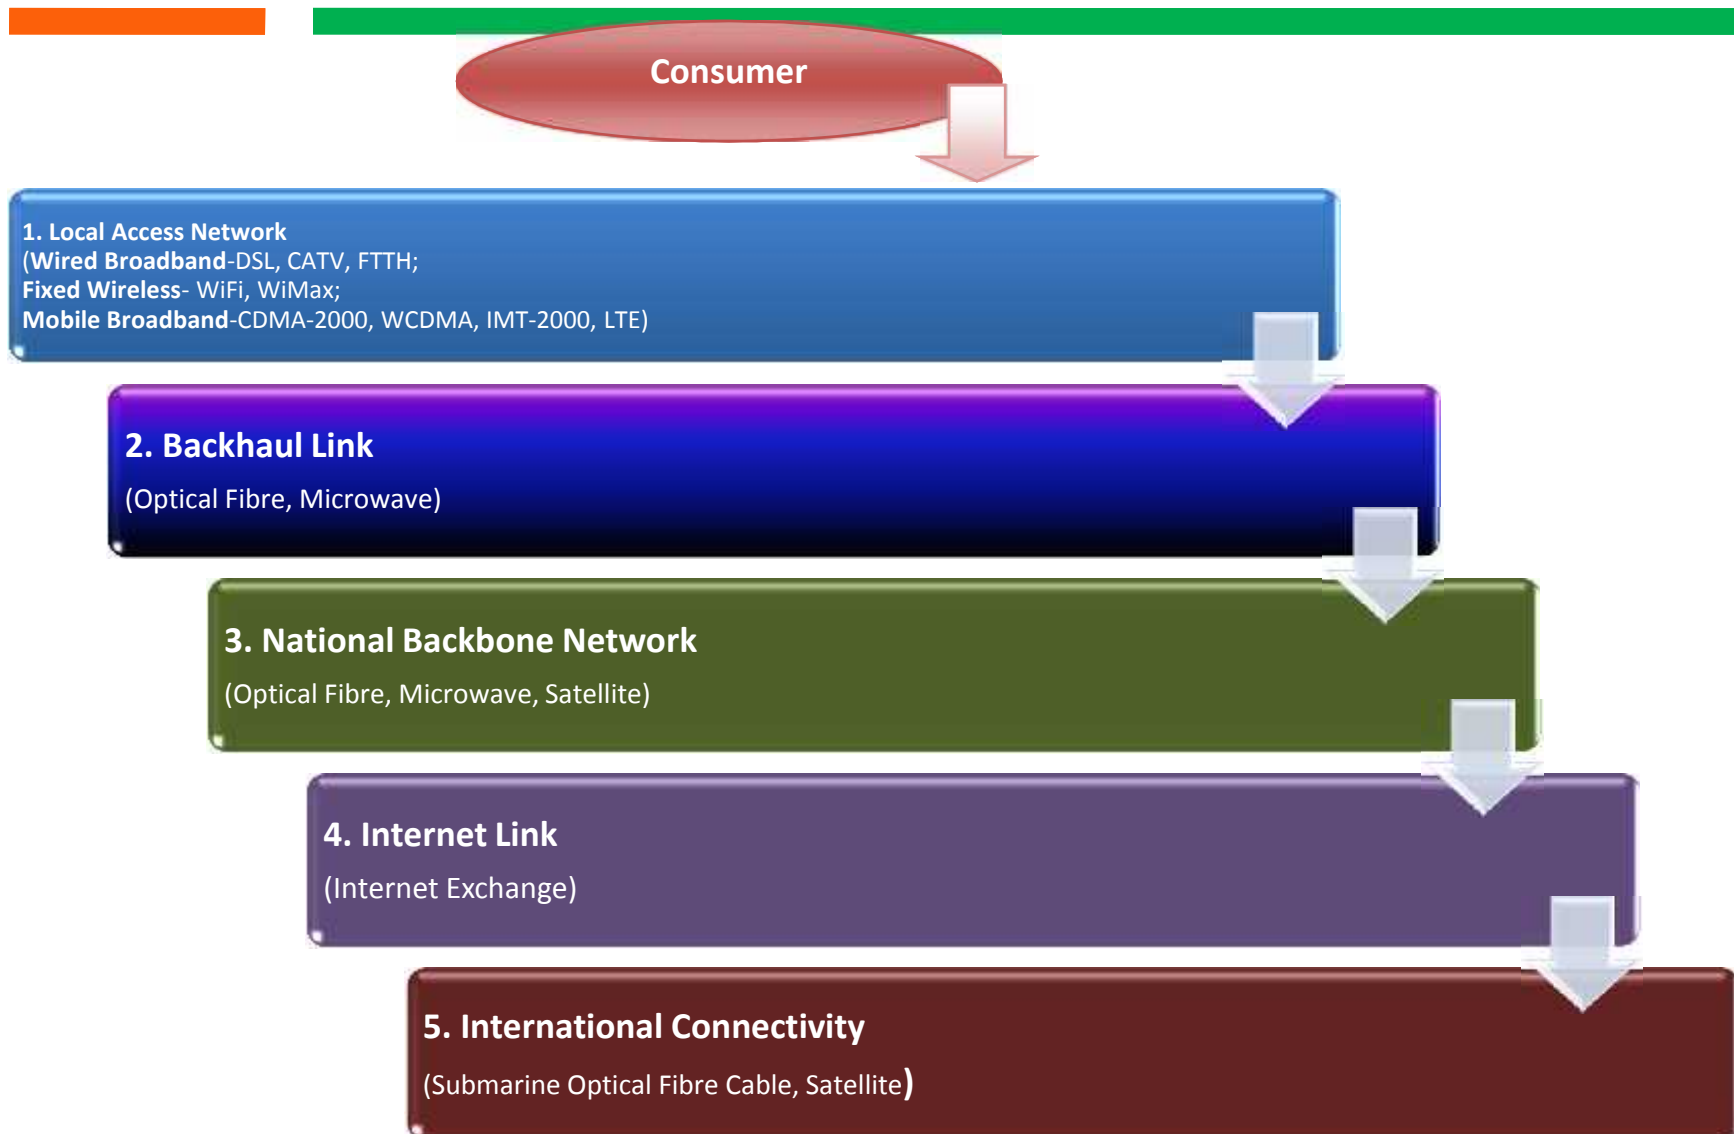 Consumer
1. Local Access Network
(Wired Broadband-DSL, CATV, FTTH;
Fixed Wireless- WiFi, WiMax;
Mobile Broadband-CDMA-2000, WCDMA, IMT-2000, LTE)
2. Backhaul Link
(Optical Fibre, Microwave)
3. National Backbone Network
(Optical Fibre, Microwave, Satellite)
4. Internet Link
(Internet Exchange)
5. International Connectivity
(Submarine Optical Fibre Cable, Satellite)